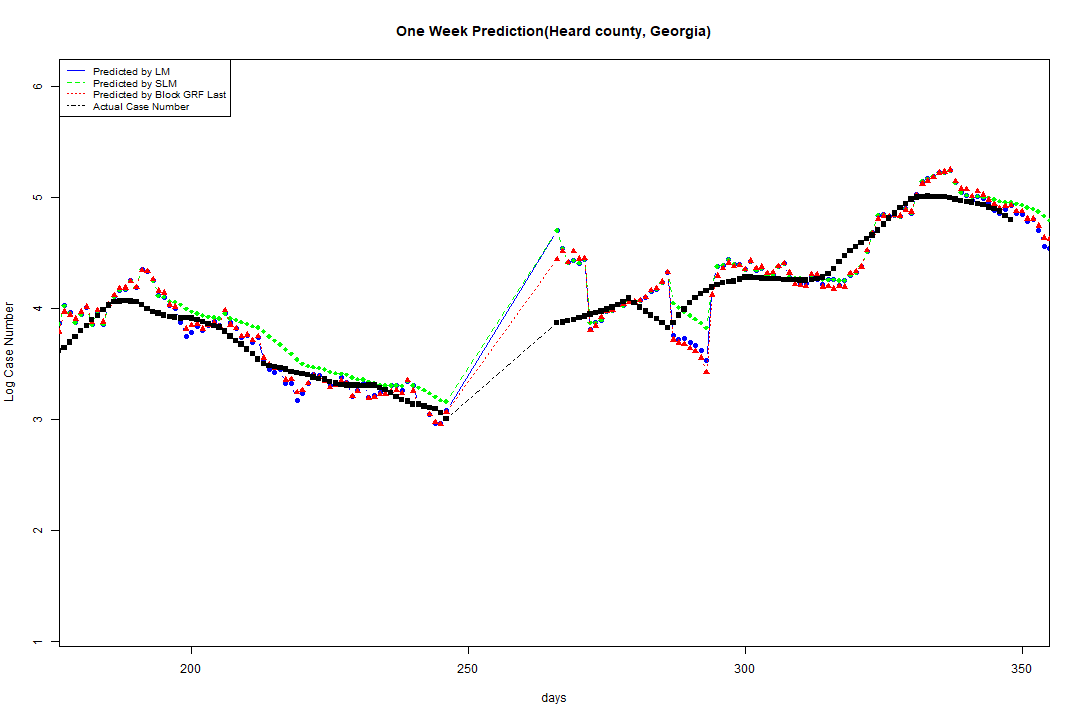 One Week Prediction(Heard county, Georgia)
Predicted by LM
Predicted by SLM
Predicted by Block GRF Last
Actual Case Number
6
5
4
3
2
1
Log Case Number
200
250
300
350
days